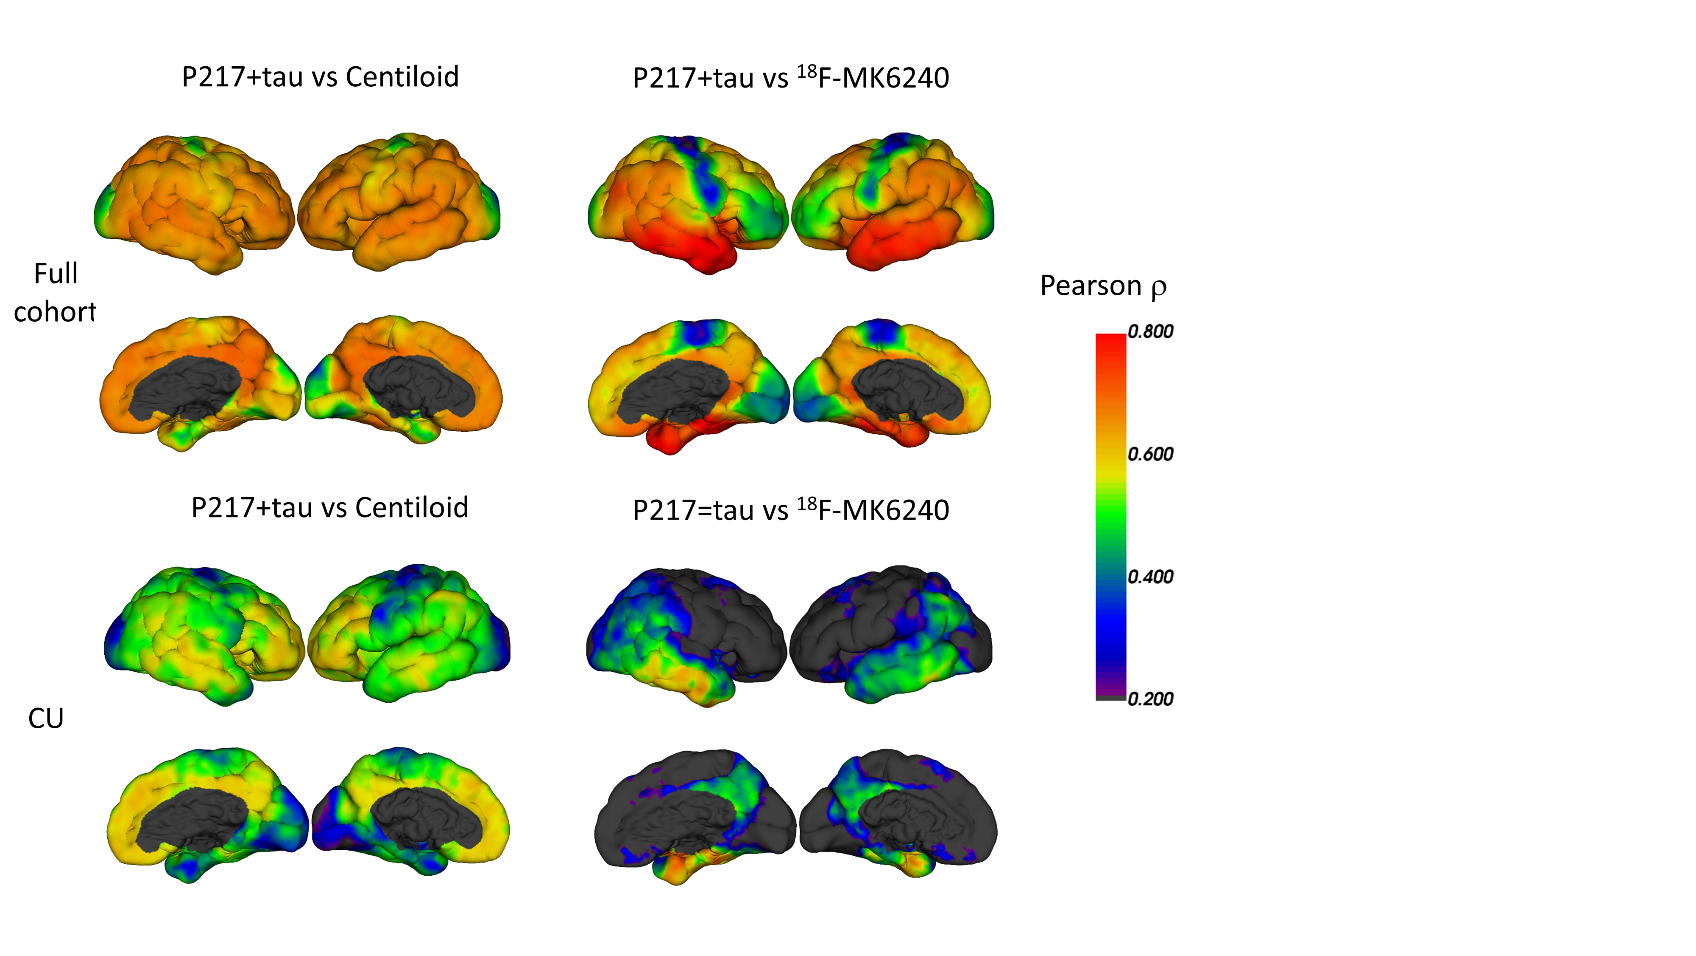 P217+tau vs Centiloid
P217+tau vs ¹⁸F-MK6240
Full
cohort
Pearson ρ
0.800
0.600
0.400
0.200
P217+tau vs Centiloid
P217=tau vs ¹⁸F-MK6240
CU